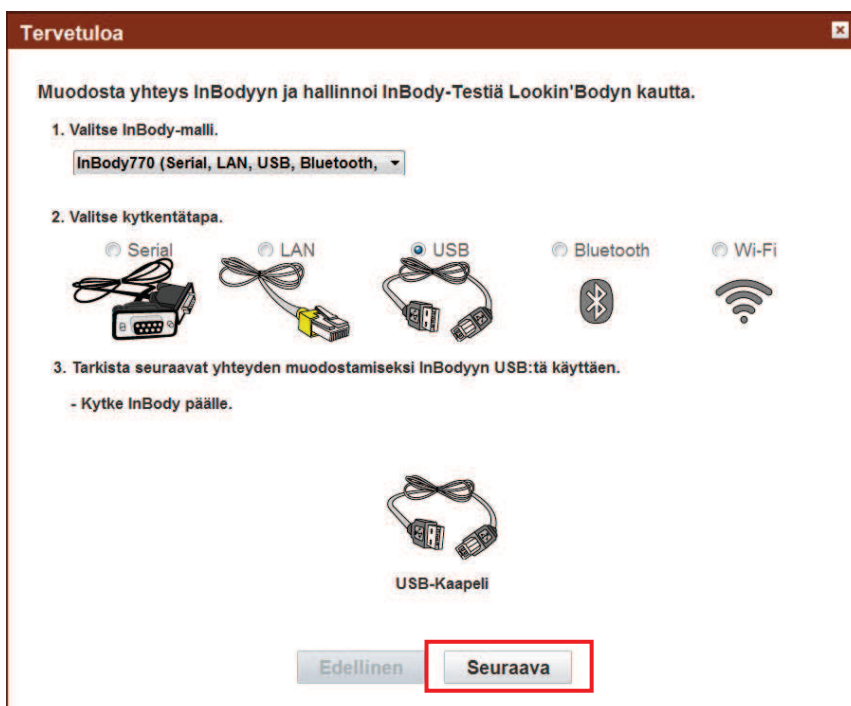 Tervetuloa
Muodosta yhteys InBodyyn ja hallinnoi InBody-Testiä Lookin'Bodyn kautta.
1. Valitse InBody-malli.
InBody770 (Serial, LAN, USB, Bluetooth,
2. Valitse kytkentätapa.
Serial LAN USB Bluetooth Wi-Fi
3. Tarkista seuraavat yhteyden muodostamiseksi InBodyyn USB:tä käyttäen.
- Kytke InBody päälle.
USB-Kaapeli
Edellinen Seuraava